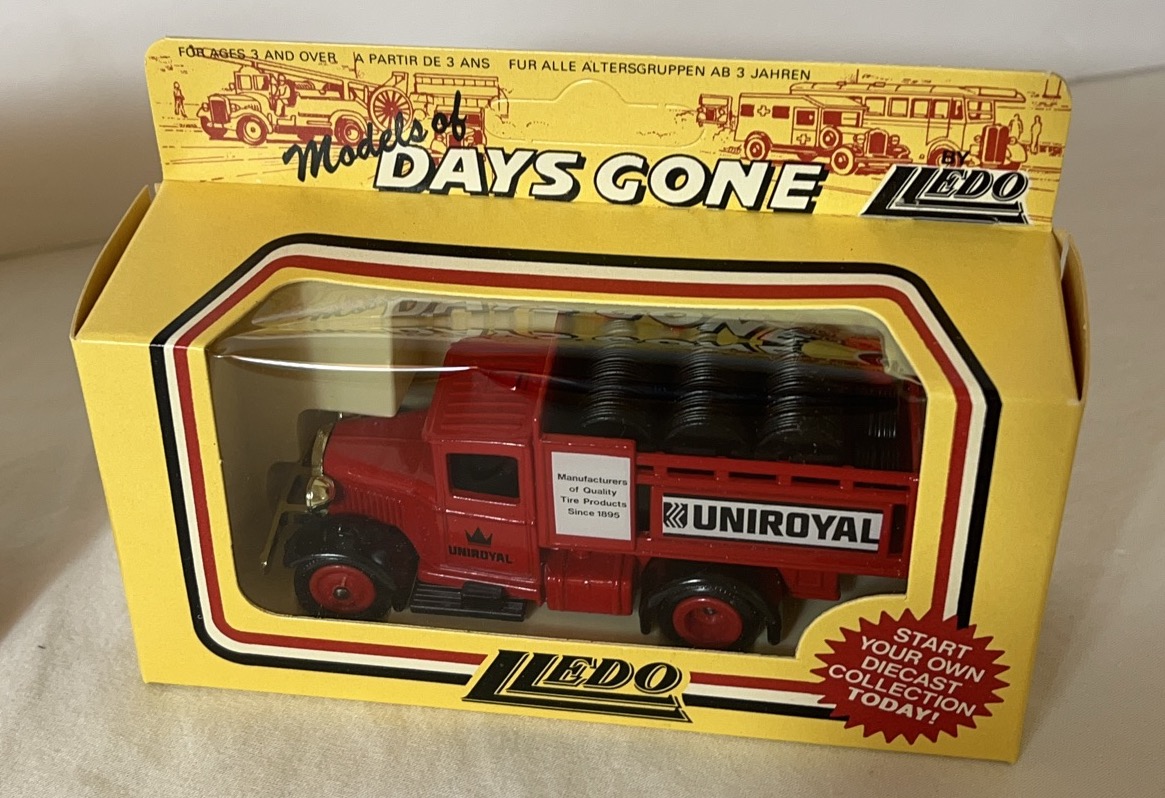 FOR AGES 3 AND OVER A PARTIR DE 3 ANS FUR ALLE ALTERSGRUPPEN AB 3 JAHREN
Models of
DAYS GONE
BY
LLEDO
Manufacturers
of Quality
Tire Products
Since 1895
UNIROYAL
UNIROYAL
LLEDO
START
YOUR OWN
DIECAST
COLLECTION
TODAY!